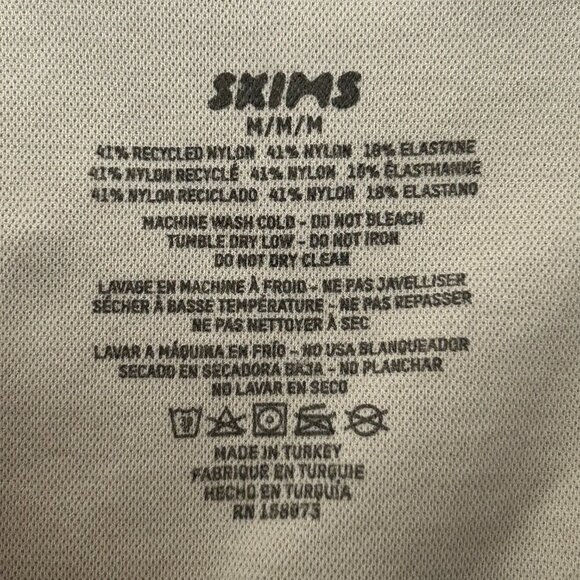 SKIMS
M/M/M
41% RECYCLED NYLON 41% NYLON 18% ELASTANE
41% NYLON RECYCLÉ 41% NYLON 18% ÉLASTHANNE
41% NYLON RECICLADO 41% NYLON 18% ELASTANO
MACHINE WASH COLD - DO NOT BLEACH
TUMBLE DRY LOW - DO NOT IRON
DO NOT DRY CLEAN
LAVAGE EN MACHINE À FROID - NE PAS JAVELLISER
SÉCHER À BASSE TEMPÉRATURE - NE PAS REPASSER
NE PAS NETTOYER À SEC
LAVAR A MÁQUINA EN FRÍO - NO USA BLANQUEADOR
SECADO EN SECADORA BAJA - NO PLANCHAR
NO LAVAR EN SECO
30
MADE IN TURKEY
FABRIQUE EN TURQUIE
HECHO EN TURQUÍA
RN 158073